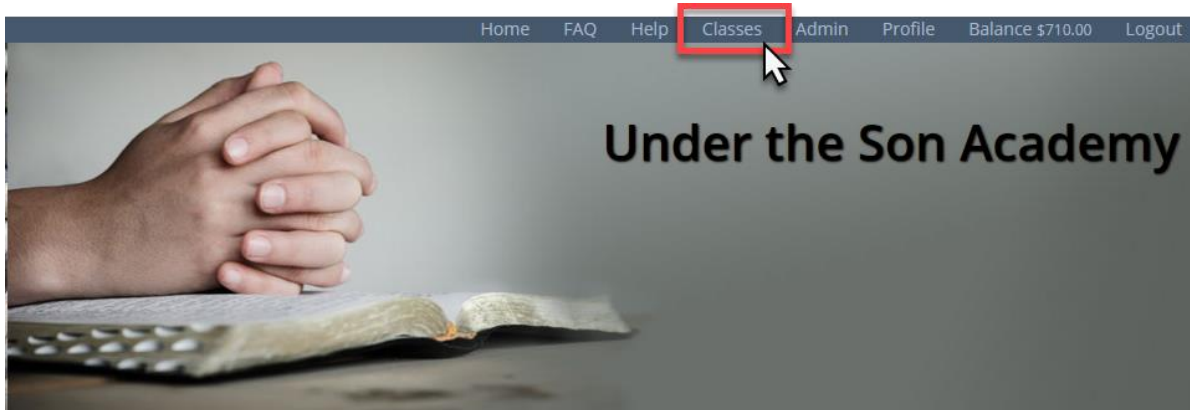 Home FAQ Help Classes Admin Profile Balance $710.00 Logout
Under the Son Academy